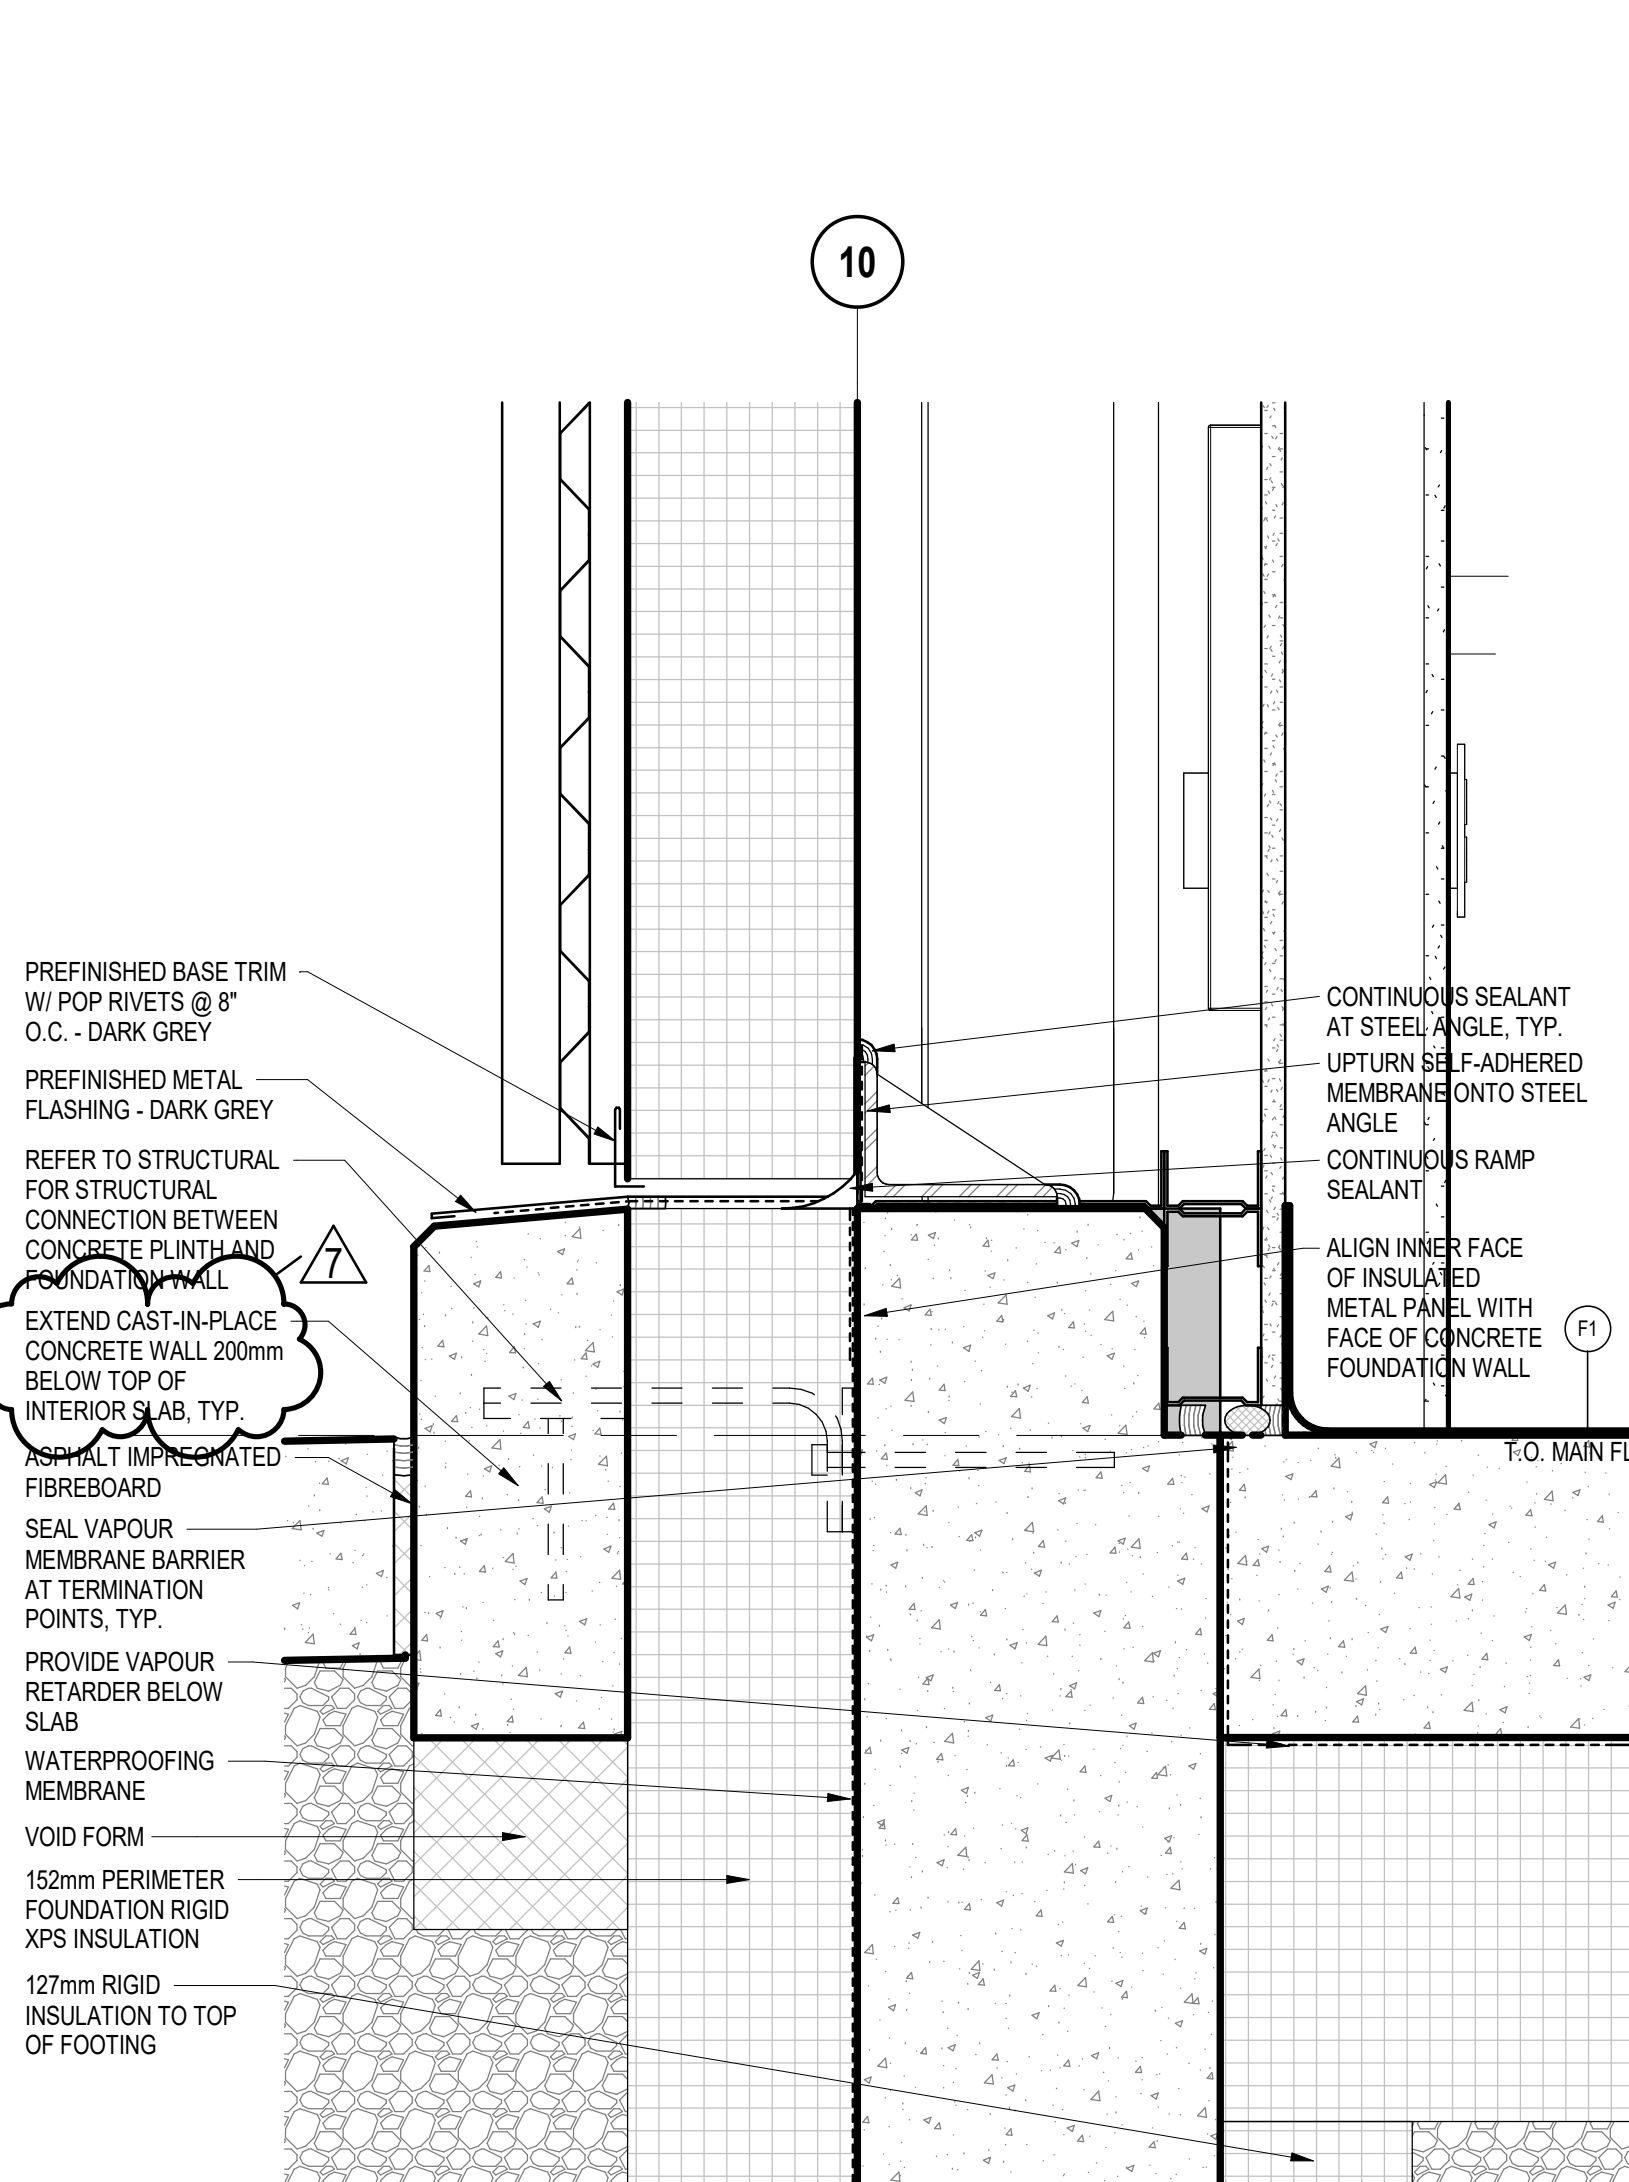 10
PREFINISHED BASE TRIM
W/ POP RIVETS @ 8"
O.C. - DARK GREY
PREFINISHED METAL
FLASHING - DARK GREY
REFER TO STRUCTURAL
FOR STRUCTURAL
CONNECTION BETWEEN
CONCRETE PLINTH AND
FOUNDATION WALL
7
EXTEND CAST-IN-PLACE
CONCRETE WALL 200mm
BELOW TOP OF
INTERIOR SLAB, TYP.
ASPHALT IMPREGNATED
FIBREBOARD
SEAL VAPOUR
MEMBRANE BARRIER
AT TERMINATION
POINTS, TYP.
PROVIDE VAPOUR
RETARDER BELOW
SLAB
WATERPROOFING
MEMBRANE
VOID FORM
152mm PERIMETER
FOUNDATION RIGID
XPS INSULATION
127mm RIGID
INSULATION TO TOP
OF FOOTING
CONTINUOUS SEALANT
AT STEEL ANGLE, TYP.
UPTURN SELF-ADHERED
MEMBRANE ONTO STEEL
ANGLE
CONTINUOUS RAMP
SEALANT
ALIGN INNER FACE
OF INSULATED
METAL PANEL WITH
FACE OF CONCRETE
FOUNDATION WALL
F1
T.O. MAIN FL